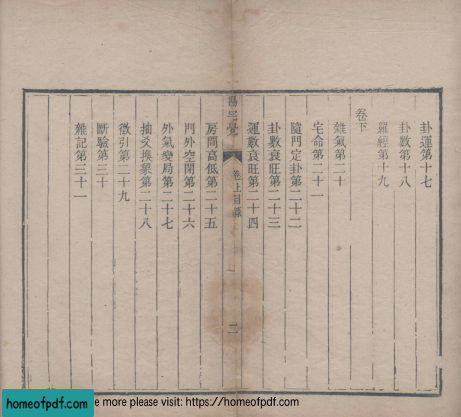 卦運第十七
卦數第十八
羅經第十九
卷下
雜氣第二十
宅命第二十一
隨門定卦第二十二
卦數衰旺第二十三
運數衰旺第二十四
陽宅覺
卷上目錄
二
房間高低第二十五
門外空閒第二十六
外氣變局第二十七
抽爻換象第二十八
徵引第二十九
斷驗第三十
雜記第三十一
homeofpdf.com
e more please visit: https://homeofpdf.com